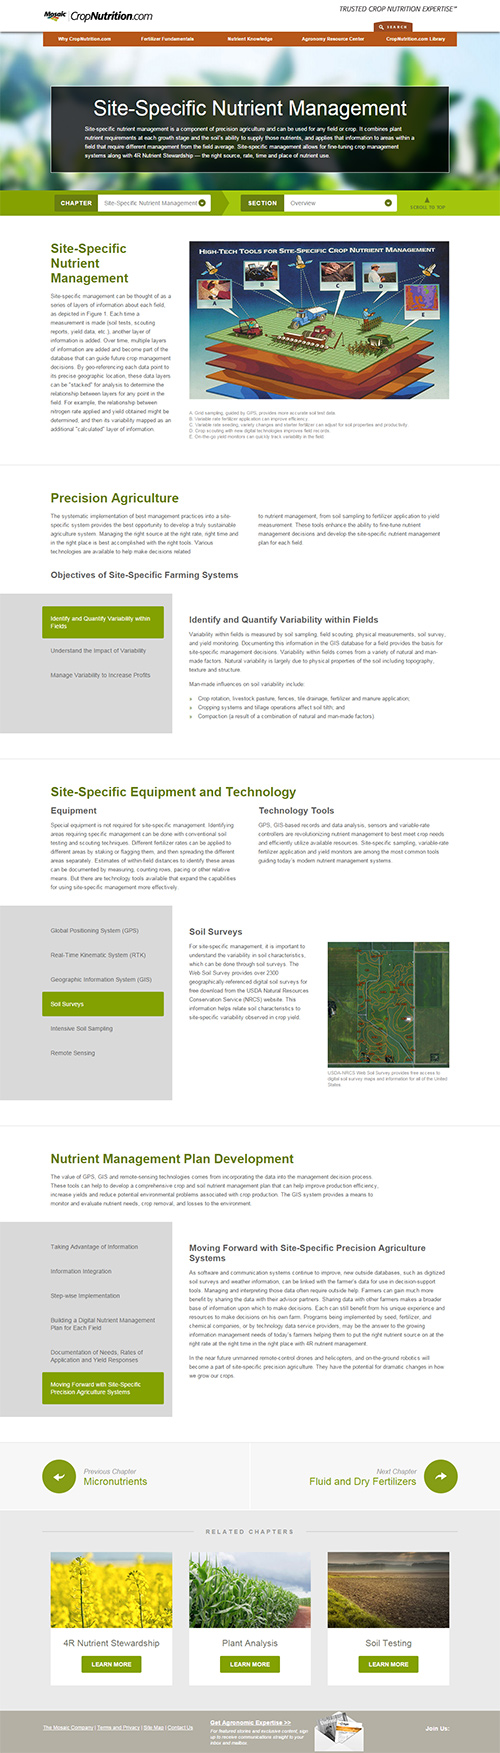 Mosaic CropNutrition.com
TRUSTED CROP NUTRITION EXPERTISE℠
SEARCH
Why CropNutrition.com Fertilizer Fundamentals Nutrient Knowledge Agronomy Resource Center CropNutrition.com Library
Site-Specific Nutrient Management
Site-specific nutrient management is a component of precision agriculture and can be used for any field or crop. It combines plant
nutrient requirements at each growth stage and the soil's ability to supply those nutrients, and applies that information to areas within a
field that require different management from the field average. Site-specific management allows for fine-tuning crop management
systems along with 4R Nutrient Stewardship — the right source, rate, time and place of nutrient use.
CHAPTER Site-Specific Nutrient Management SECTION Overview SCROLL TO TOP
Site-Specific
Nutrient
Management
Site-specific management can be thought of as a
series of layers of information about each field,
as depicted in Figure 1. Each time a
measurement is made (soil tests, scouting
reports, yield data, etc.), another layer of
information is added. Over time, multiple layers
of information are added and become part of the
database that can guide future crop management
decisions. By geo-referencing each data point to
its precise geographic location, these data layers
can be "stacked" for analysis to determine the
relationship between layers for any point in the
field. For example, the relationship between
nitrogen rate applied and yield obtained might be
determined, and then its variability mapped as an
additional "calculated" layer of information.
HIGH-TECH TOOLS FOR SITE-SPECIFIC CROP NUTRIENT MANAGEMENT
A B C D E
A. Grid sampling, guided by GPS, provides more accurate soil test data.
B. Variable-rate fertilizer application can improve efficiency.
C. Variable-rate seeding, variety changes and starter fertilizer can adjust for soil properties and productivity.
D. Crop scouting with new digital technologies improves field records.
E. On-the-go yield monitors can quickly track variability in the field.
Precision Agriculture
The systematic implementation of best management practices into a site-
specific system provides the best opportunity to develop a truly sustainable
agriculture system. Managing the right source at the right rate, right time and
in the right place is best accomplished with the right tools. Various
technologies are available to help make decisions related
to nutrient management, from soil sampling to fertilizer application to yield
measurement. These tools enhance the ability to fine-tune nutrient
management decisions and develop the site-specific nutrient management
plan for each field.
Objectives of Site-Specific Farming Systems
Identify and Quantify Variability within
Fields
Understand the Impact of Variability
Manage Variability to Increase Profits
Identify and Quantify Variability within Fields
Variability within fields is measured by soil sampling, field scouting, physical measurements, soil survey,
and yield monitoring. Documenting this information in the GIS database for a field provides the basis for
site-specific management decisions. Variability within fields comes from a variety of natural and man-
made factors. Natural variability is largely due to physical properties of the soil including topography,
texture and structure.
Man-made influences on soil variability include:
Crop rotation, livestock pasture, fences, tile drainage, fertilizer and manure application;
Cropping systems and tillage operations affect soil tilth; and
Compaction (a result of a combination of natural and man-made factors)
Site-Specific Equipment and Technology
Equipment
Special equipment is not required for site-specific management. Identifying
areas requiring specific management can be done with conventional soil
testing and scouting techniques. Different fertilizer rates can be applied to
different areas by staking or flagging them, and then spreading the different
areas separately. Estimates of within-field distances to identify these areas
can be documented by measuring, counting rows, pacing or other relative
means. But there are technology tools available that expand the capabilities
for using site-specific management more effectively.
Technology Tools
GPS, GIS-based records and data analysis, sensors and variable-rate
controllers are revolutionizing nutrient management to best meet crop needs
and efficiently utilize available resources. Site-specific sampling, variable-rate
fertilizer application and yield monitors are among the most common tools
guiding today's modern nutrient management systems.
Global Positioning System (GPS)
Real-Time Kinematic System (RTK)
Geographic Information System (GIS)
Soil Surveys
Intensive Soil Sampling
Remote Sensing
Soil Surveys
For site-specific management, it is important to
understand the variability in soil characteristics,
which can be done through soil surveys. The
Web Soil Survey provides over 2300
geographically-referenced digital soil surveys for
free download from the USDA Natural Resources
Conservation Service (NRCS) website. This
information helps relate soil characteristics to
site-specific variability observed in crop yield.
USDA-NRCS Web Soil Survey provides free access to
digital soil survey maps and information for all of the United
States.
Nutrient Management Plan Development
The value of GPS, GIS and remote-sensing technologies comes from incorporating the data into the management decision process.
These tools can help to develop a comprehensive crop and soil nutrient management plan that can help improve production efficiency,
increase yields and reduce potential environmental problems associated with crop production. The GIS system provides a means to
monitor and evaluate nutrient needs, crop removal, and losses to the environment.
Taking Advantage of Information
Information Integration
Step-wise Implementation
Building a Digital Nutrient Management
Plan for Each Field
Documentation of Needs, Rates of
Application and Yield Responses
Moving Forward with Site-Specific
Precision Agriculture Systems
Moving Forward with Site-Specific Precision Agriculture
Systems
As software and communication systems continue to improve, new outside databases, such as digitized
soil surveys and weather information, can be linked with the farmer's data for use in decision-support
tools. Managing and interpreting those data often require outside help. Farmers can gain much more
benefit by sharing the data with their advisor partners. Sharing data with other farmers makes a broader
base of information upon which to make decisions. Each can still benefit from his unique experience and
resources to make decisions on his own farm. Programs being implemented by seed, fertilizer, and
chemical companies, or by technology data service providers, may be the answer to the growing
information management needs of today's farmers helping them to put the right nutrient source on at the
right rate at the right time in the right place with 4R nutrient management.
In the near future unmanned remote-control drones and helicopters, and on-the-ground robotics will
become a part of site-specific precision agriculture. They have the potential for dramatic changes in how
we grow our crops.
Previous Chapter
Micronutrients
Next Chapter
Fluid and Dry Fertilizers
RELATED CHAPTERS
4R Nutrient Stewardship Plant Analysis Soil Testing
LEARN MORE LEARN MORE LEARN MORE
The Mosaic Company | Terms and Privacy | Site Map | Contact Us
Get Agronomic Expertise >>
For featured stories and exclusive content, sign
up to receive communications straight to your
inbox and mailbox.
Join Us: